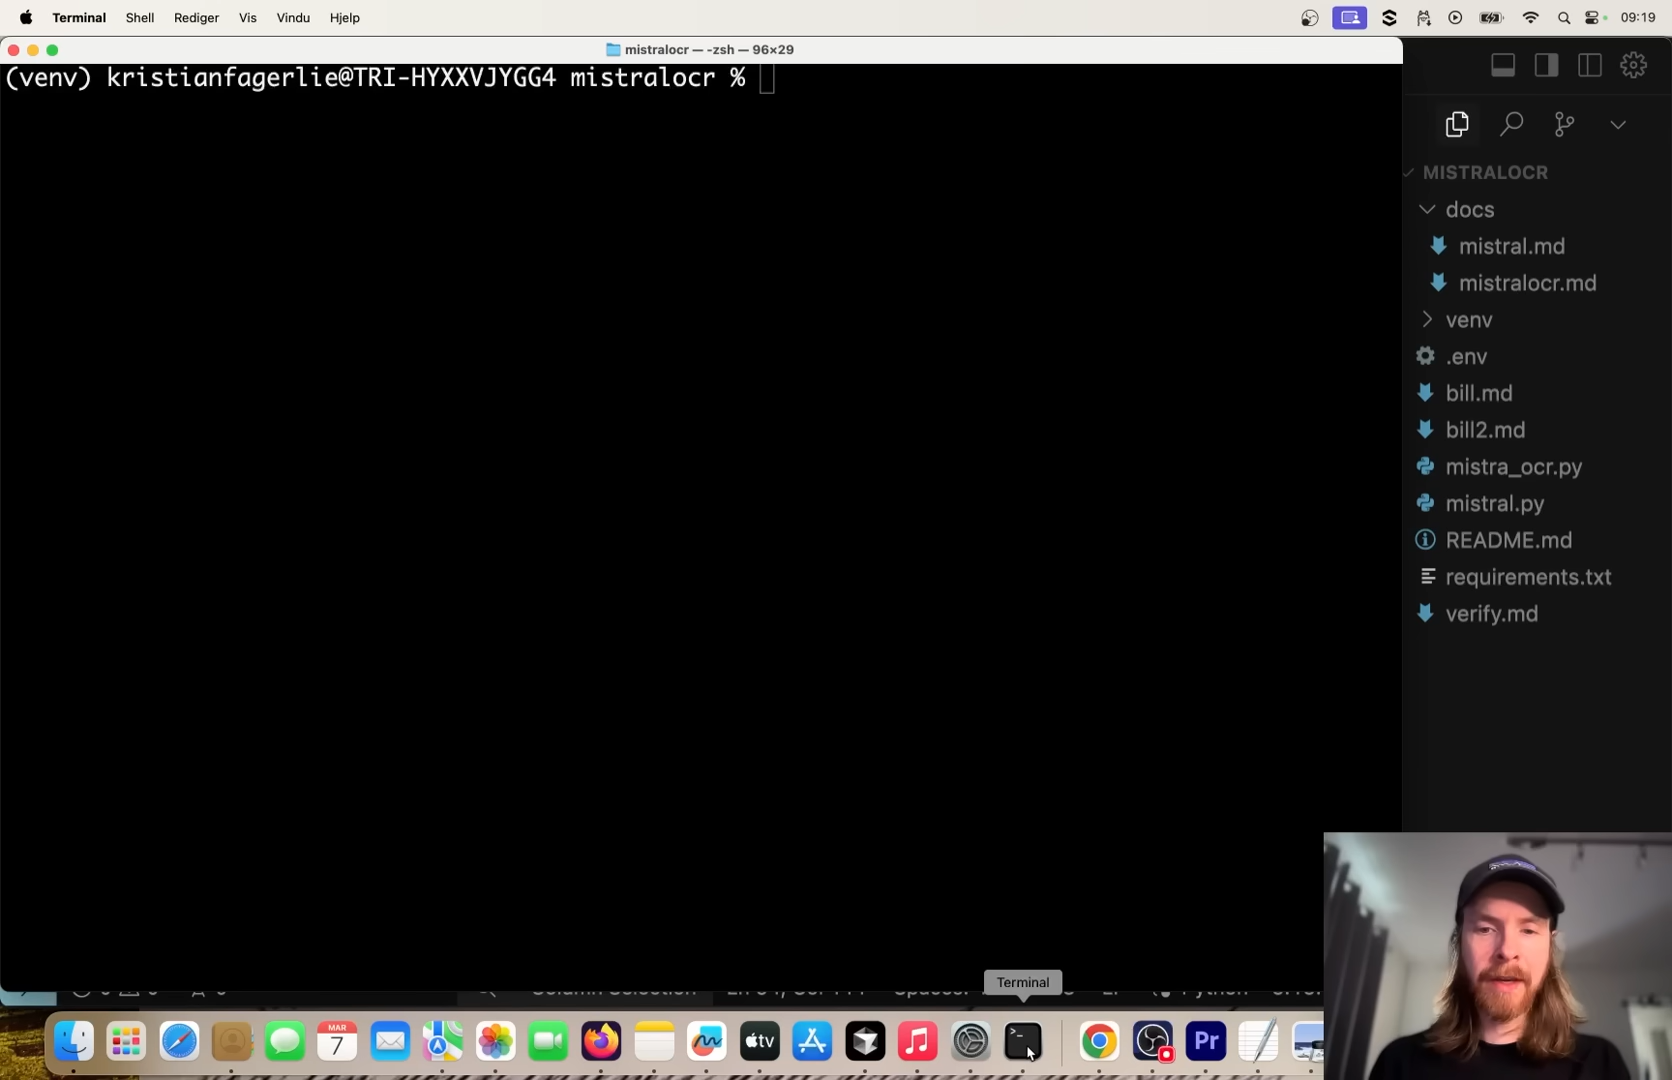 Terminal Shell Rediger Vis Vindu Hjelp 09:19
mistralocr — -zsh — 96×29
(venv) kristianfagerlie@TRI-HYXXVJYGG4 mistralocr %
MISTRALOCR
docs
mistral.md
mistralocr.md
venv
.env
bill.md
bill2.md
mistra_ocr.py
mistral.py
README.md
requirements.txt
verify.md
Terminal
MAR
7
tv
Pr